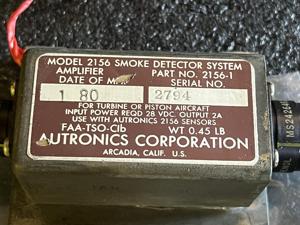 MODEL 2156 SMOKE DETECTOR SYSTEM
AMPLIFIER PART NO. 2156-1
DATE OF MFR. SERIAL NO.
1 80 2794
FOR TURBINE OR PISTON AIRCRAFT
INPUT POWER REQD 28 VDC. OUTPUT 2A
USE WITH AUTRONICS 2156 SENSORS
FAA-TSO-C1b WT 0.45 LB
AUTRONICS CORPORATION
ARCADIA, CALIF. U.S.